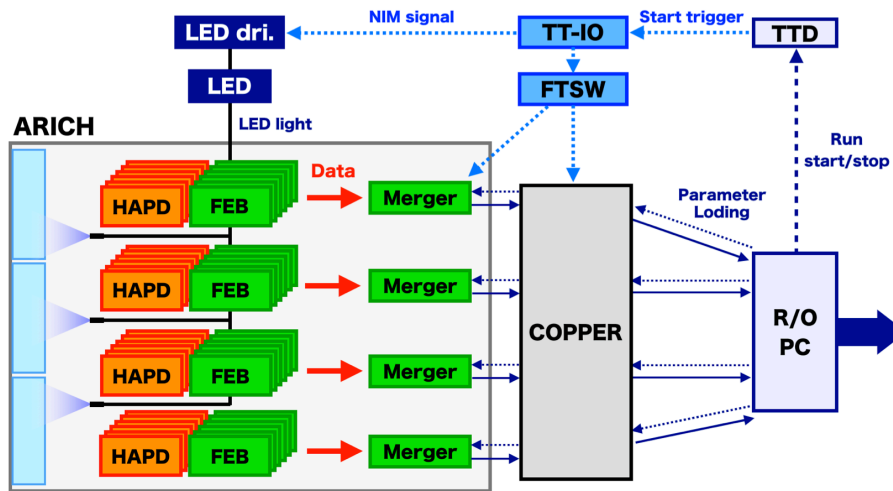 LED dri.
NIM signal
TT-IO
Start trigger
TTD
LED
FTSW
ARICH
LED light
Run
start/stop
Data
HAPD
FEB
Merger
Parameter
Loding
HAPD
FEB
Merger
COPPER
R/O
PC
HAPD
FEB
Merger
HAPD
FEB
Merger